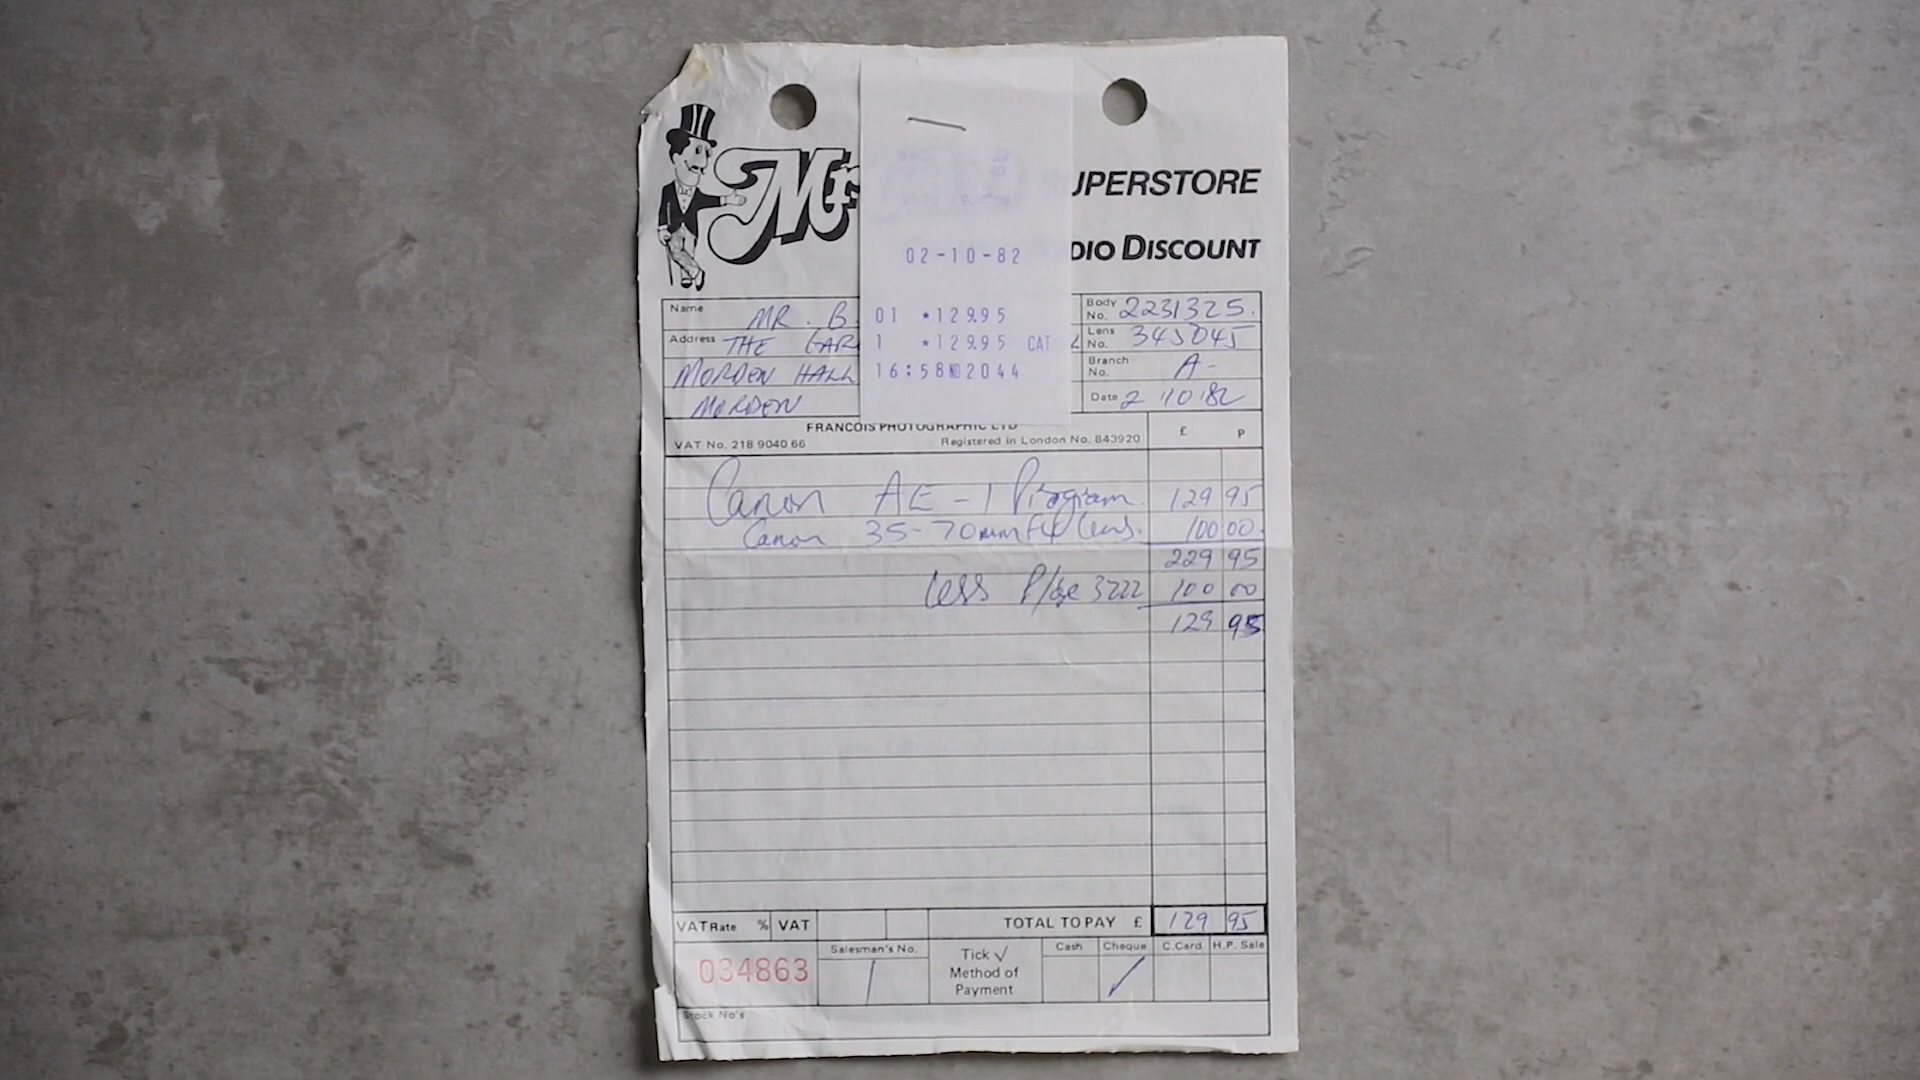 Mr
UPERSTORE
DIO DISCOUNT
02-10-82
01 *129.95
1 *129.95 CAT
16:58 NO 2044
Name MR. B
Address THE GAR
MORDEN HALL
MORDEN
Body No. 2231325.
Lens No. 345045
Branch No. A-
Date 2 10 82
FRANCOIS PHOTOGRAPHIC LTD
VAT No. 218 9040 66 Registered in London No. 843920
£ P
Canon AE-1 Program. 129 95
Canon 35-70mm F4 Lens. 100 00.
229 95
Less 100 00
129 95
VAT Rate % VAT TOTAL TO PAY £ 129 95
034863
Salesman's No. /
Tick √ Method of Payment
Cash Cheque C.Card H.P. Sale
Stock No's